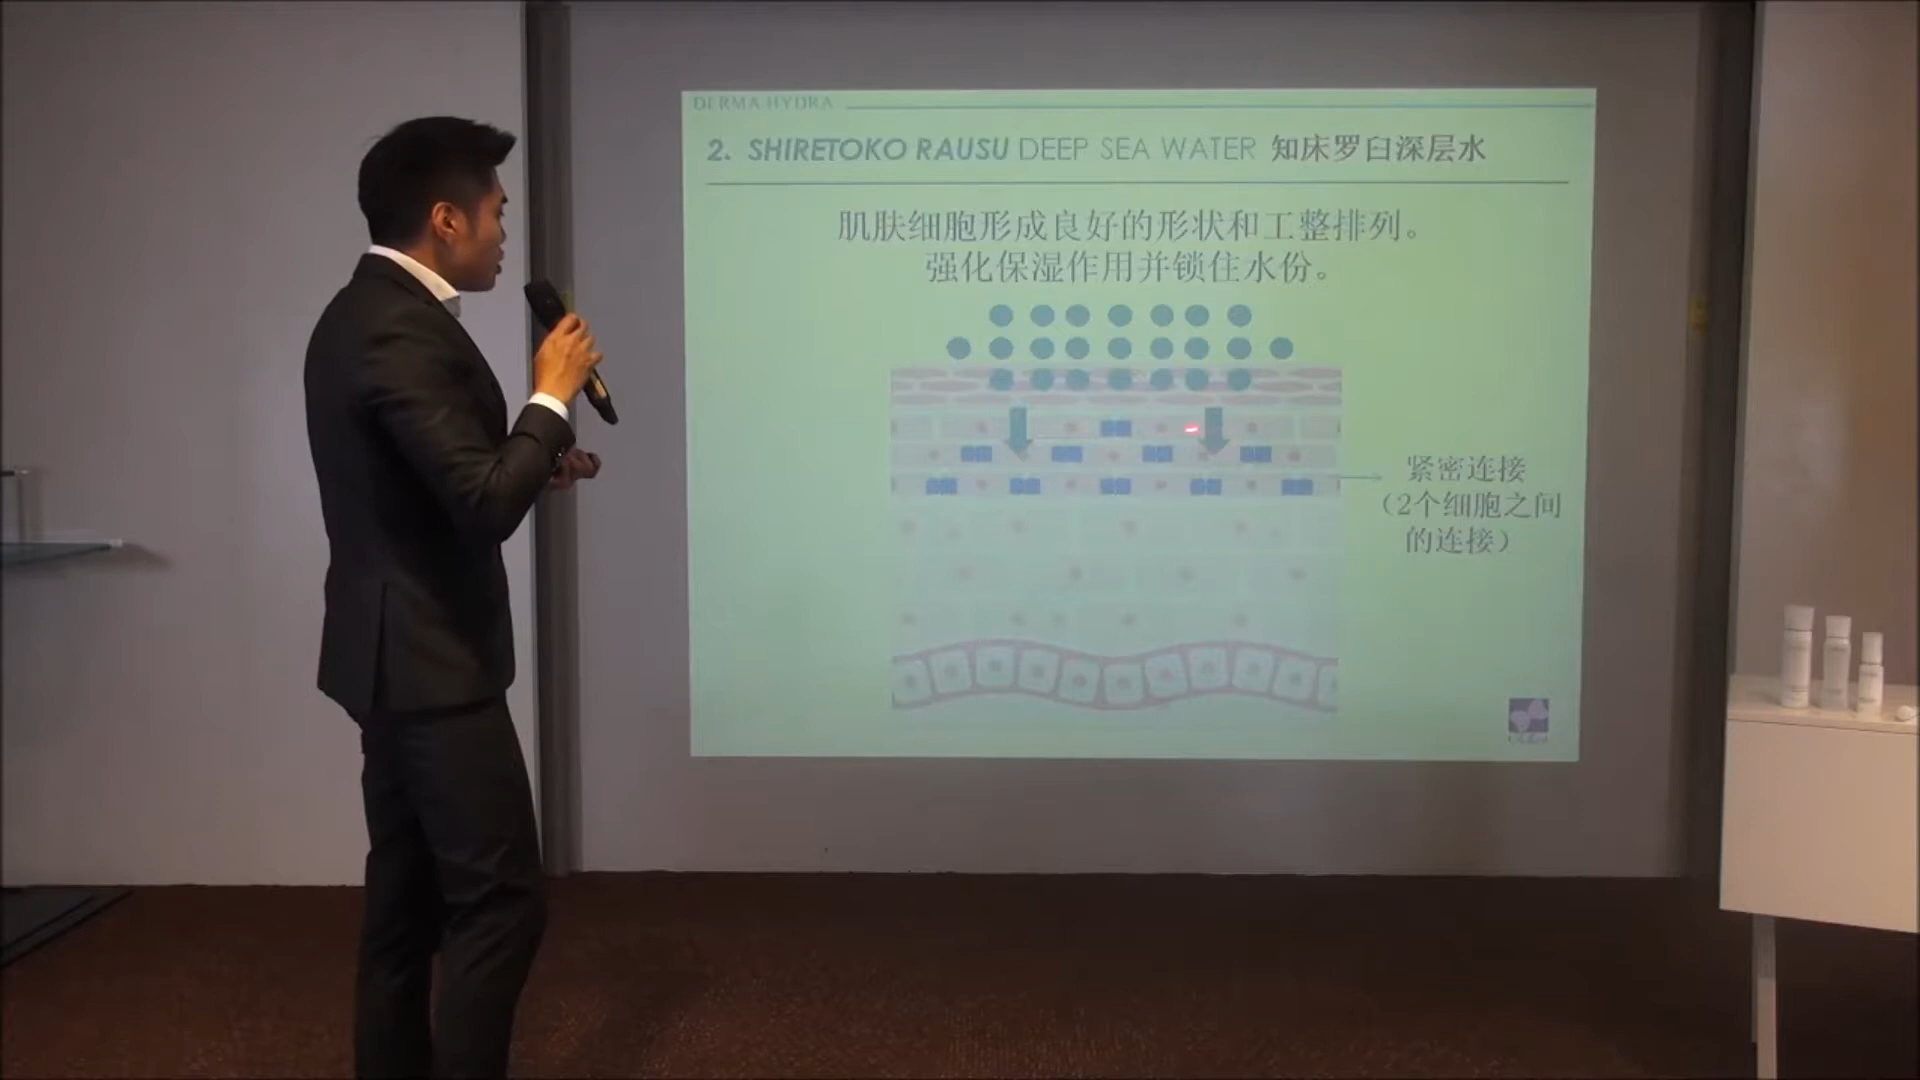 DERMA HYDRA
2. SHIRETOKO RAUSU DEEP SEA WATER 知床罗臼深层水
肌肤细胞形成良好的形状和工整排列。
强化保湿作用并锁住水份。
紧密连接
（2个细胞之间
的连接）